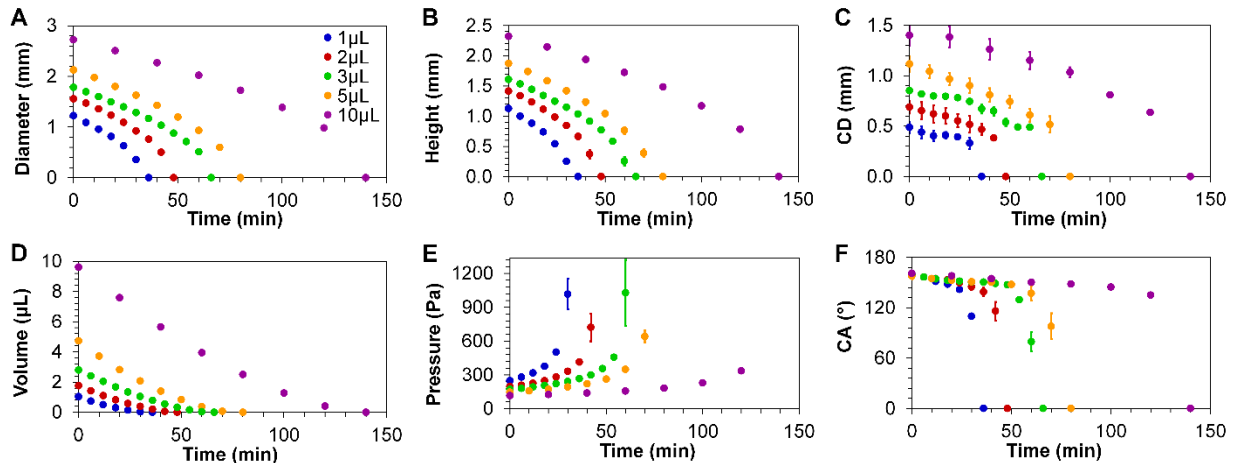 A
Diameter (mm)
3
2
1
0
0
50
100
150
Time (min)
1µL
2µL
3µL
5µL
10µL
B
Height (mm)
2.5
2.0
1.5
1.0
0.5
0.0
0
50
100
150
Time (min)
C
CD (mm)
1.5
1.0
0.5
0.0
0
50
100
150
Time (min)
D
Volume (µL)
10
8
6
4
2
0
0
50
100
150
Time (min)
E
Pressure (Pa)
1200
900
600
300
0
0
50
100
150
Time (min)
F
CA (°)
180
120
60
0
0
50
100
150
Time (min)